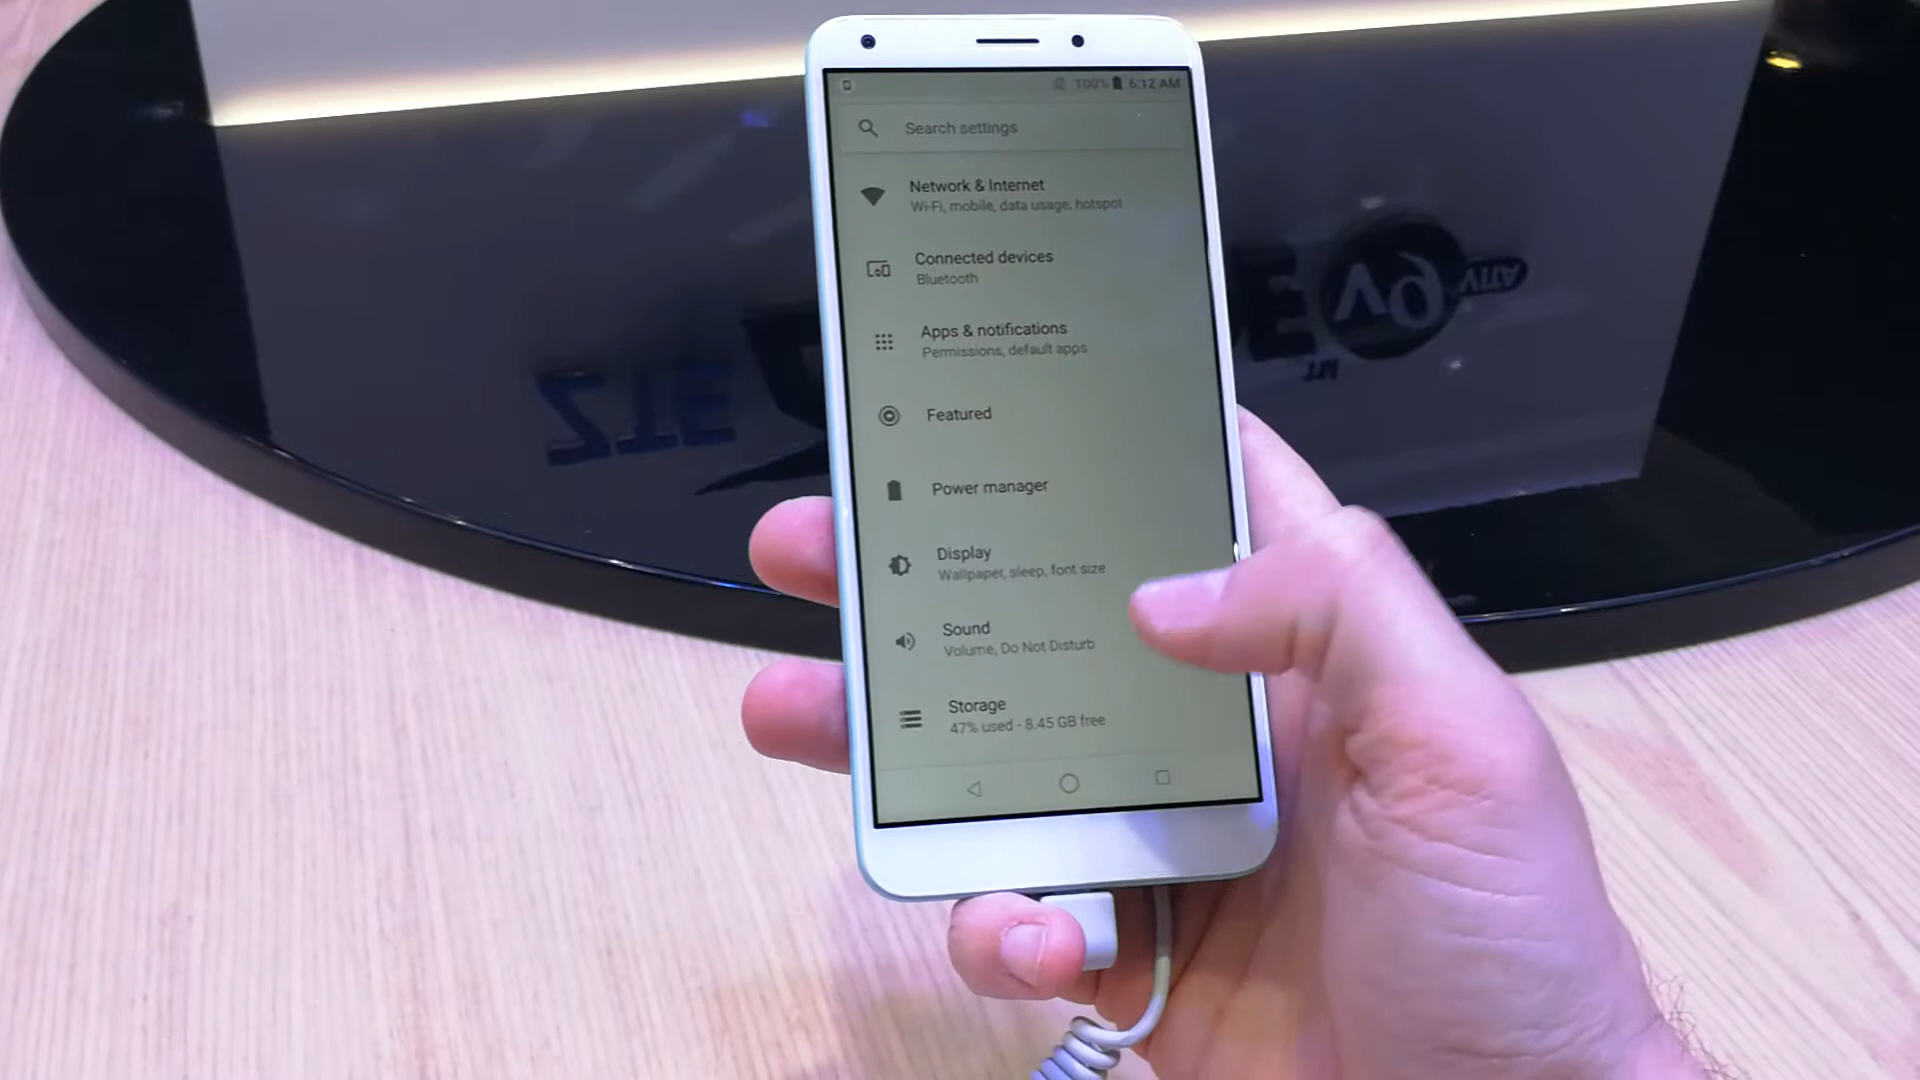 100% 6:12 AM
Search settings
Network & Internet
Wi-Fi, mobile, data usage, hotspot
Connected devices
Bluetooth
Apps & notifications
Permissions, default apps
Featured
Power manager
Display
Wallpaper, sleep, font size
Sound
Volume, Do Not Disturb
Storage
47% used - 8.45 GB free
ZTE